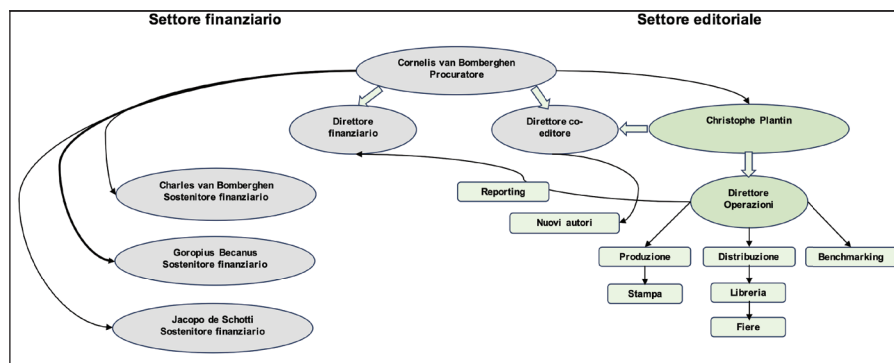 Settore finanziario
Settore editoriale
Cornelis van Bomberghen
Procuratore
Direttore
finanziario
Direttore co-
editore
Christophe Plantin
Charles van Bomberghen
Sostenitore finanziario
Reporting
Direttore
Operazioni
Nuovi autori
Goropius Becanus
Sostenitore finanziario
Produzione
Distribuzione
Benchmarking
Stampa
Libreria
Jacopo de Schotti
Sostenitore finanziario
Fiere